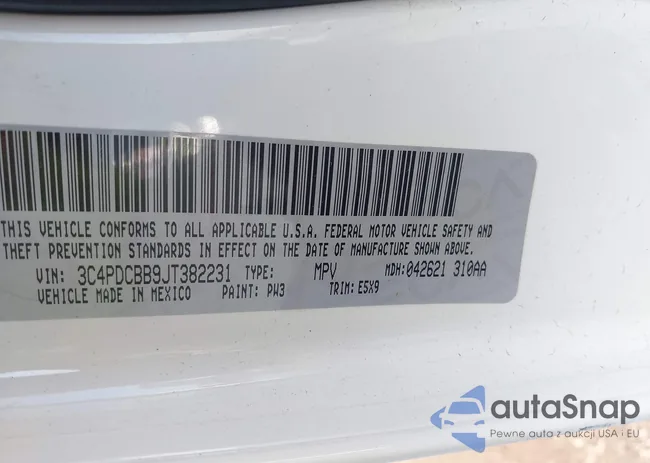 THIS VEHICLE CONFORMS TO ALL APPLICABLE U.S.A. FEDERAL MOTOR VEHICLE SAFETY AND
THEFT PREVENTION STANDARDS IN EFFECT ON THE DATE OF MANUFACTURE SHOWN ABOVE.
VIN: 3C4PDCBB9JT382231 TYPE: MPV MDH: 042621 310AA
VEHICLE MADE IN MEXICO PAINT: PW3 TRIM: E5X9
autaSnap
Pewne auta z aukcji USA i EU